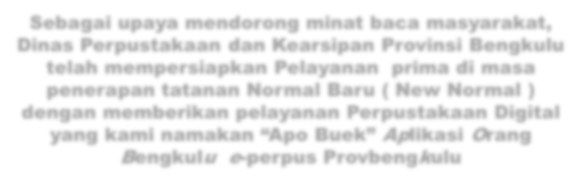 Sebagai upaya mendorong minat baca masyarakat,
Dinas Perpustakaan dan Kearsipan Provinsi Bengkulu
telah mempersiapkan Pelayanan prima di masa
penerapan tatanan Normal Baru ( New Normal )
dengan memberikan pelayanan Perpustakaan Digital
yang kami namakan “Apo Buek” Aplikasi Orang
Bengkulu e-perpus Provbengkulu